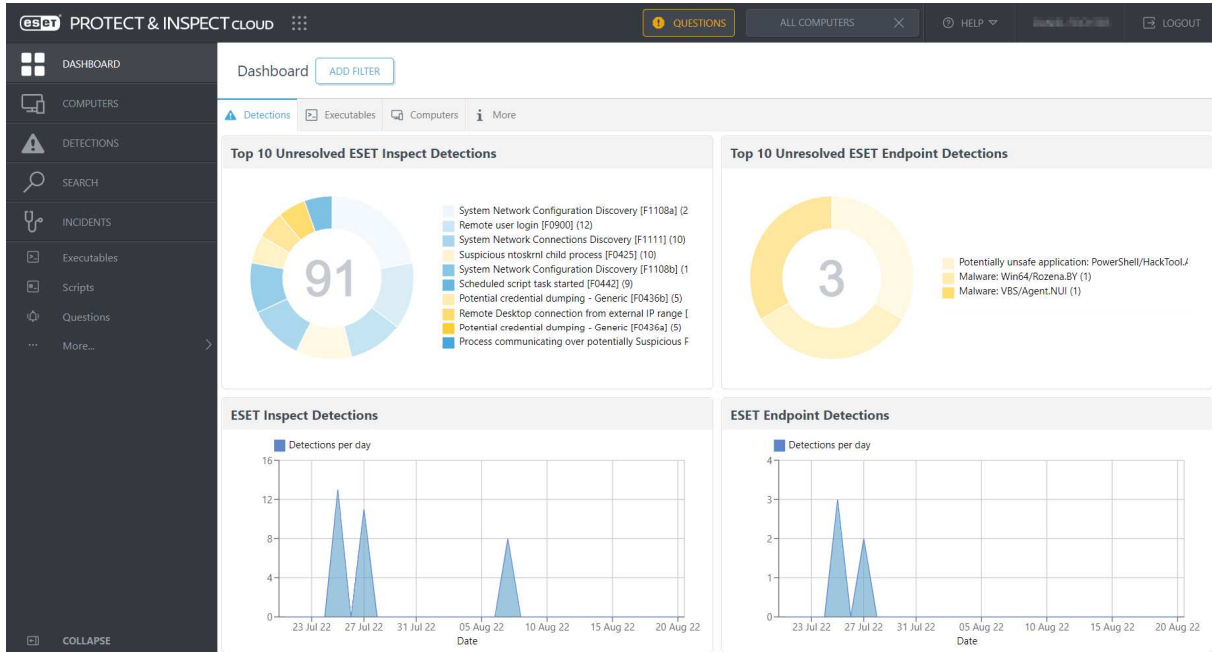 eset PROTECT & INSPECT CLOUD
QUESTIONS
ALL COMPUTERS
HELP
LOGOUT
DASHBOARD
COMPUTERS
DETECTIONS
SEARCH
INCIDENTS
Executables
Scripts
Questions
More...
COLLAPSE
Dashboard ADD FILTER
Detections Executables Computers More
Top 10 Unresolved ESET Inspect Detections
91
System Network Configuration Discovery [F1108a] (2
Remote user login [F0900] (12)
System Network Connections Discovery [F1111] (10)
Suspicious ntoskrnl child process [F0425] (10)
System Network Configuration Discovery [F1108b] (1
Scheduled script task started [F0442] (9)
Potential credential dumping - Generic [F0436b] (5)
Remote Desktop connection from external IP range [
Potential credential dumping - Generic [F0436a] (5)
Process communicating over potentially Suspicious
Top 10 Unresolved ESET Endpoint Detections
3
Potentially unsafe application: PowerShell/HackTool.
Malware: Win64/Rozena.BY (1)
Malware: VBS/Agent.NUI (1)
ESET Inspect Detections
Detections per day
16
12
8
4
0
23 Jul 22 27 Jul 22 31 Jul 22 05 Aug 22 10 Aug 22 15 Aug 22 20 Aug 22
Date
ESET Endpoint Detections
Detections per day
4
3
2
1
0
23 Jul 22 27 Jul 22 31 Jul 22 05 Aug 22 10 Aug 22 15 Aug 22 20 Aug 22
Date